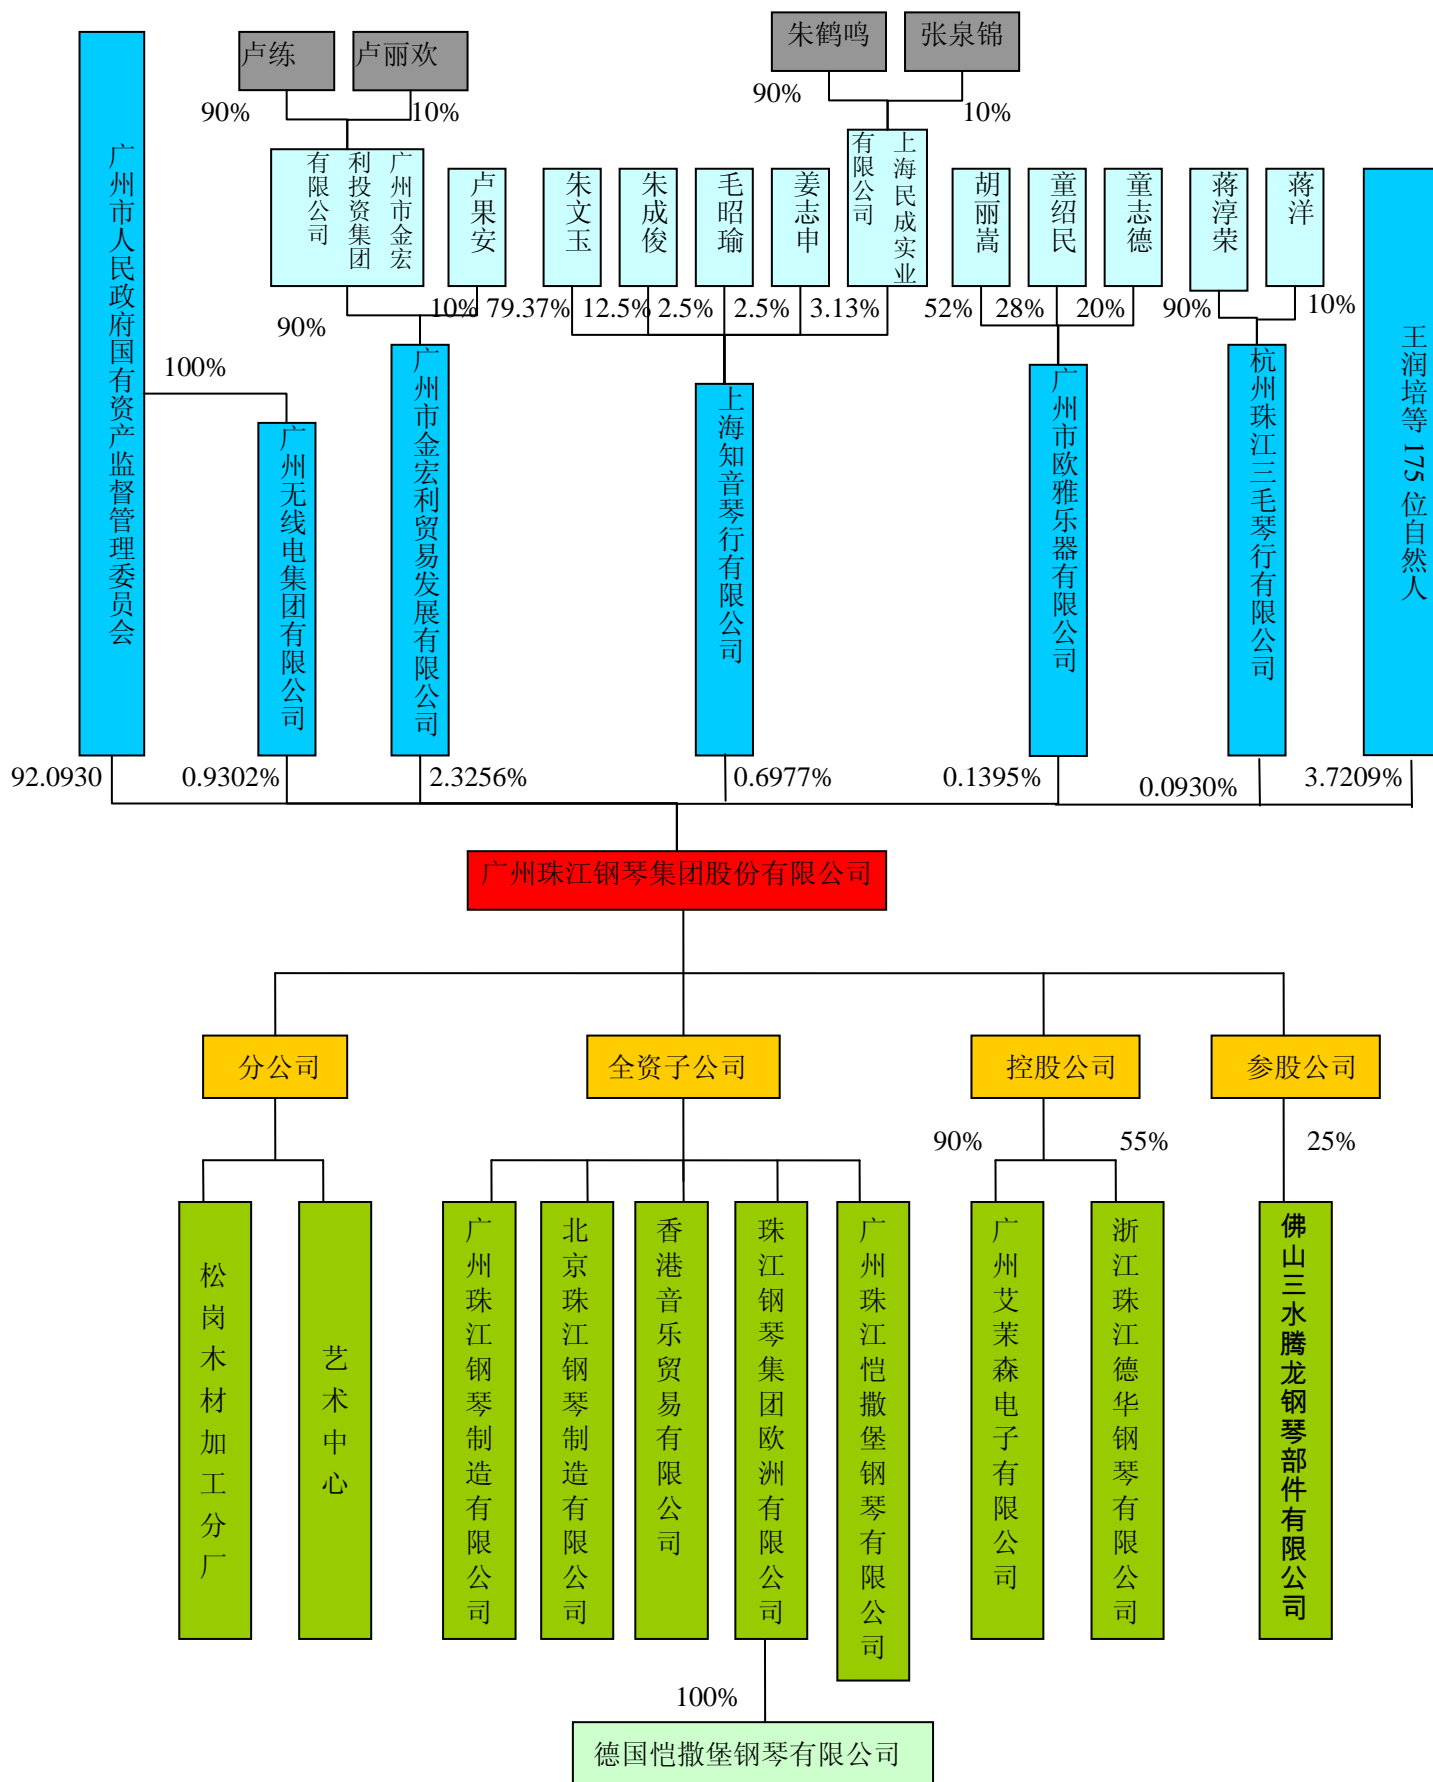 朱鹤鸣
张泉锦
卢练
卢丽欢
90%
10%
90%
10%
广州市人民政府国有资产监督管理委员会
广州市金宏
利投资集团
有限公司
卢果安
朱文玉
朱成俊
毛昭瑜
姜志申
上海民成实业
有限公司
胡丽嵩
童绍民
童志德
蒋淳荣
蒋洋
王润培等 175 位自然人
90%
10%
79.37%
12.5%
2.5%
2.5%
3.13%
52%
28%
20%
90%
10%
100%
广州无线电集团有限公司
广州市金宏利贸易发展有限公司
上海知音琴行有限公司
广州市欧雅乐器有限公司
杭州珠江三毛琴行有限公司
92.0930
0.9302%
2.3256%
0.6977%
0.1395%
0.0930%
3.7209%
广州珠江钢琴集团股份有限公司
分公司
全资子公司
控股公司
参股公司
90%
55%
25%
松岗木材加工分厂
艺术中心
广州珠江钢琴制造有限公司
北京珠江钢琴制造有限公司
香港音乐贸易有限公司
珠江钢琴集团欧洲有限公司
广州珠江恺撒堡钢琴有限公司
广州艾茉森电子有限公司
浙江珠江德华钢琴有限公司
佛山三水腾龙钢琴部件有限公司
100%
德国恺撒堡钢琴有限公司